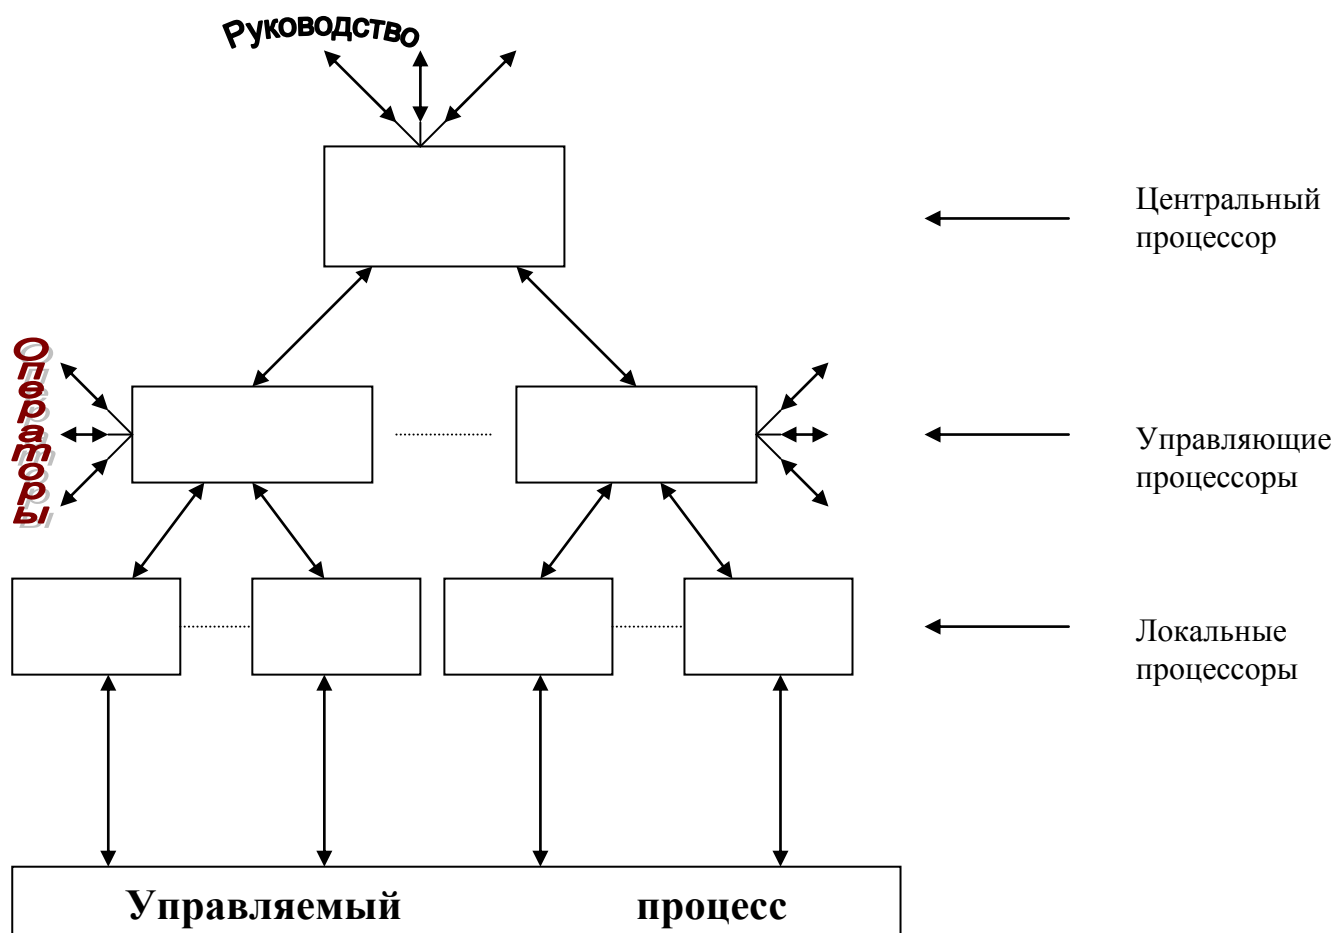 Руководство
Центральный
процессор
Операторы
Управляющие
процессоры
Локальные
процессоры
Управляемый процесс